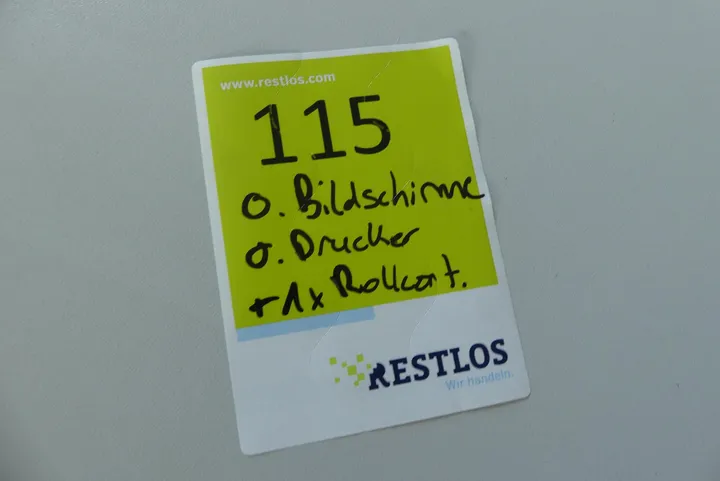 www.restlos.com
115
o. Bildschirme
o. Drucker
+ 1x Rollcont.
RESTLOS
Wir handeln.